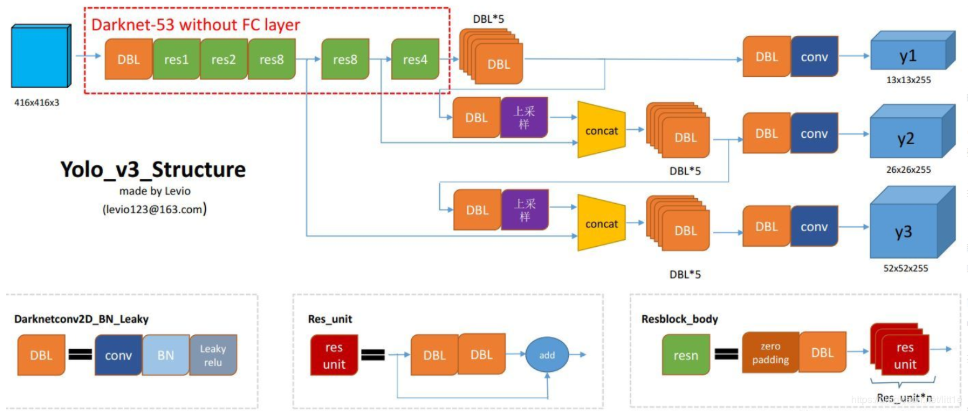 Darknet-53 without FC layer
DBL*5
DBL
res1
res2
res8
res8
res4
DBL
DBL
conv
y1
416x416x3
13x13x255
DBL
上采
样
concat
DBL
DBL
conv
y2
DBL*5
26x26x255
Yolo_v3_Structure
made by Levio
(levio123@163.com)
DBL
上采
样
concat
DBL
DBL
conv
y3
DBL*5
52x52x255
Darknetconv2D_BN_Leaky
DBL
conv
BN
Leaky
relu
Res_unit
res
unit
DBL
DBL
add
Resblock_body
resn
zero
padding
DBL
res
unit
Res_unit*n